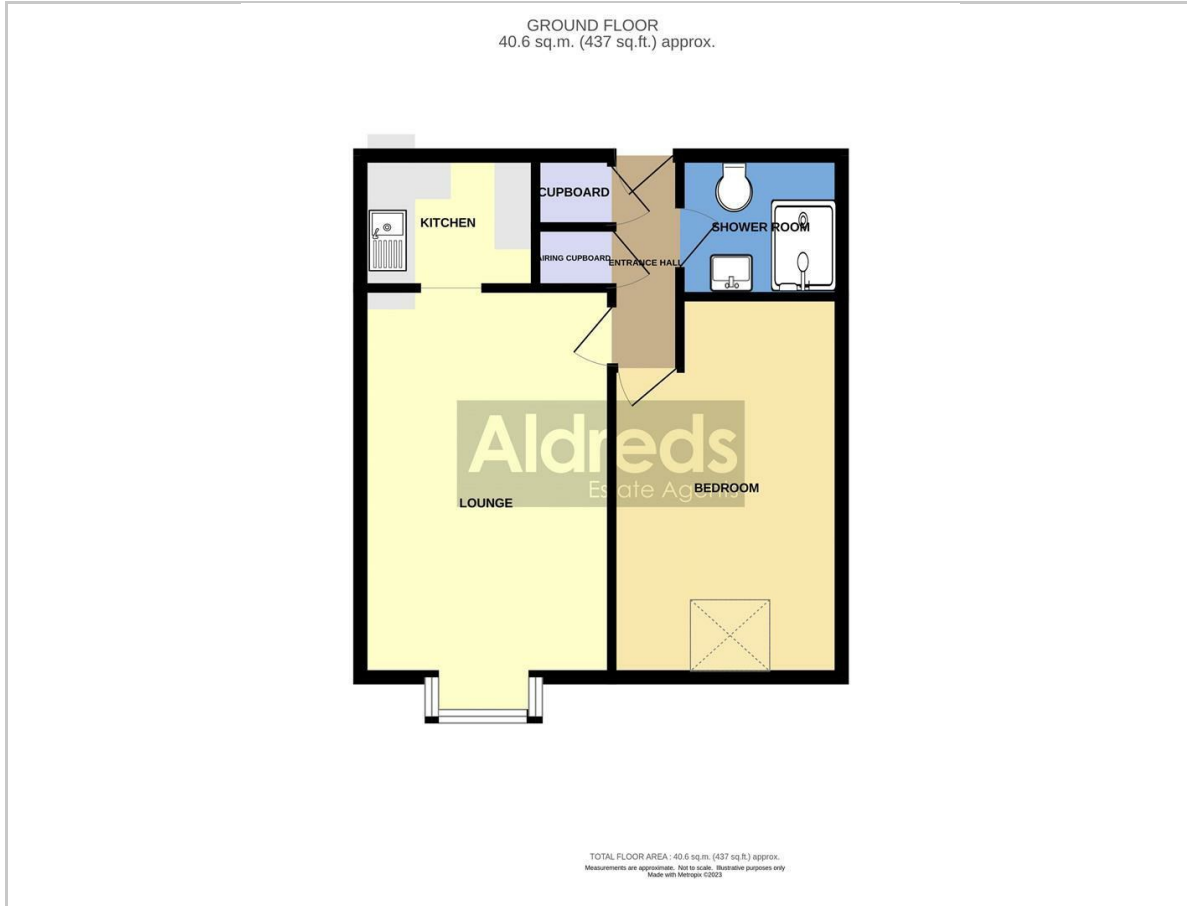 GROUND FLOOR
40.6 sq.m. (437 sq.ft.) approx.
CUPBOARD
KITCHEN
SHOWER ROOM
AIRING CUPBOARD
ENTRANCE HALL
Aldreds
Estate Agents
BEDROOM
LOUNGE
TOTAL FLOOR AREA : 40.6 sq.m. (437 sq.ft.) approx.
Measurements are approximate. Not to scale. Illustrative purposes only
Made with Metropix ©2023